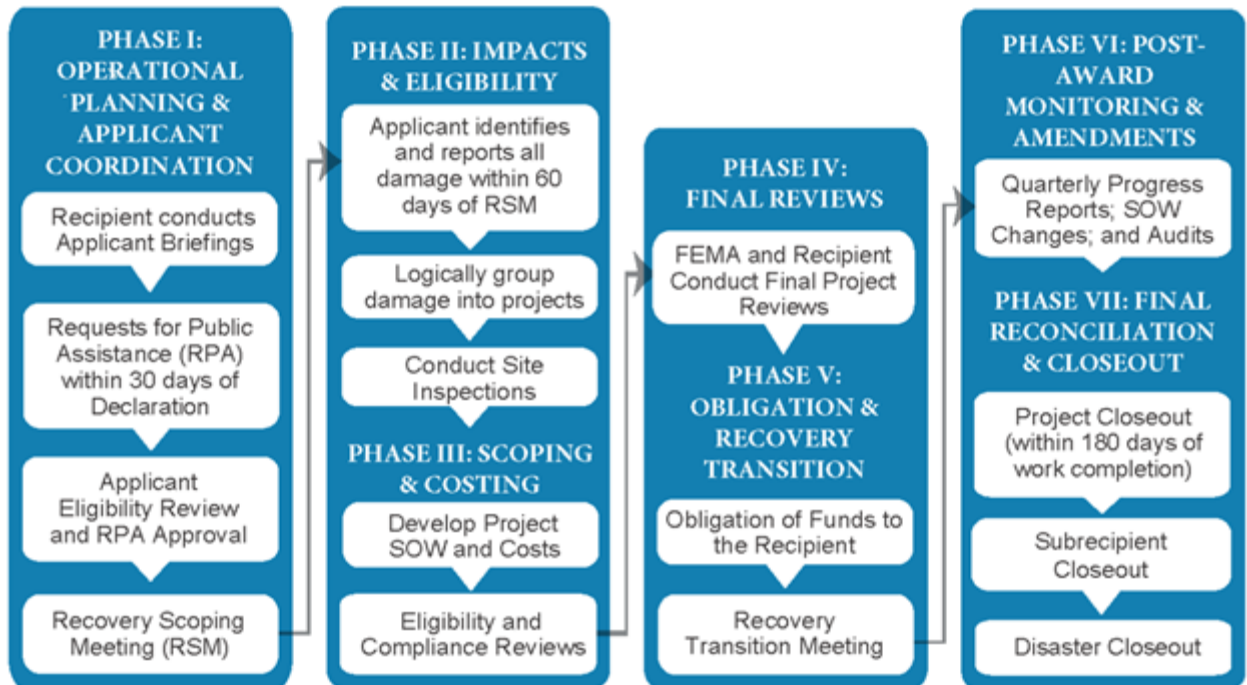 PHASE I:
OPERATIONAL
PLANNING &
APPLICANT
COORDINATION
Recipient conducts
Applicant Briefings
Requests for Public
Assistance (RPA)
within 30 days of
Declaration
Applicant
Eligibility Review
and RPA Approval
Recovery Scoping
Meeting (RSM)
PHASE II: IMPACTS
& ELIGIBILITY
Applicant identifies
and reports all
damage within 60
days of RSM
Logically group
damage into projects
Conduct Site
Inspections
PHASE III: SCOPING
& COSTING
Develop Project
SOW and Costs
Eligibility and
Compliance Reviews
PHASE IV:
FINAL REVIEWS
FEMA and Recipient
Conduct Final Project
Reviews
PHASE V:
OBLIGATION &
RECOVERY
TRANSITION
Obligation of Funds to
the Recipient
Recovery
Transition Meeting
PHASE VI: POST-
AWARD
MONITORING &
AMENDMENTS
Quarterly Progress
Reports; SOW
Changes; and Audits
PHASE VII: FINAL
RECONCILIATION
& CLOSEOUT
Project Closeout
(within 180 days of
work completion)
Subrecipient
Closeout
Disaster Closeout